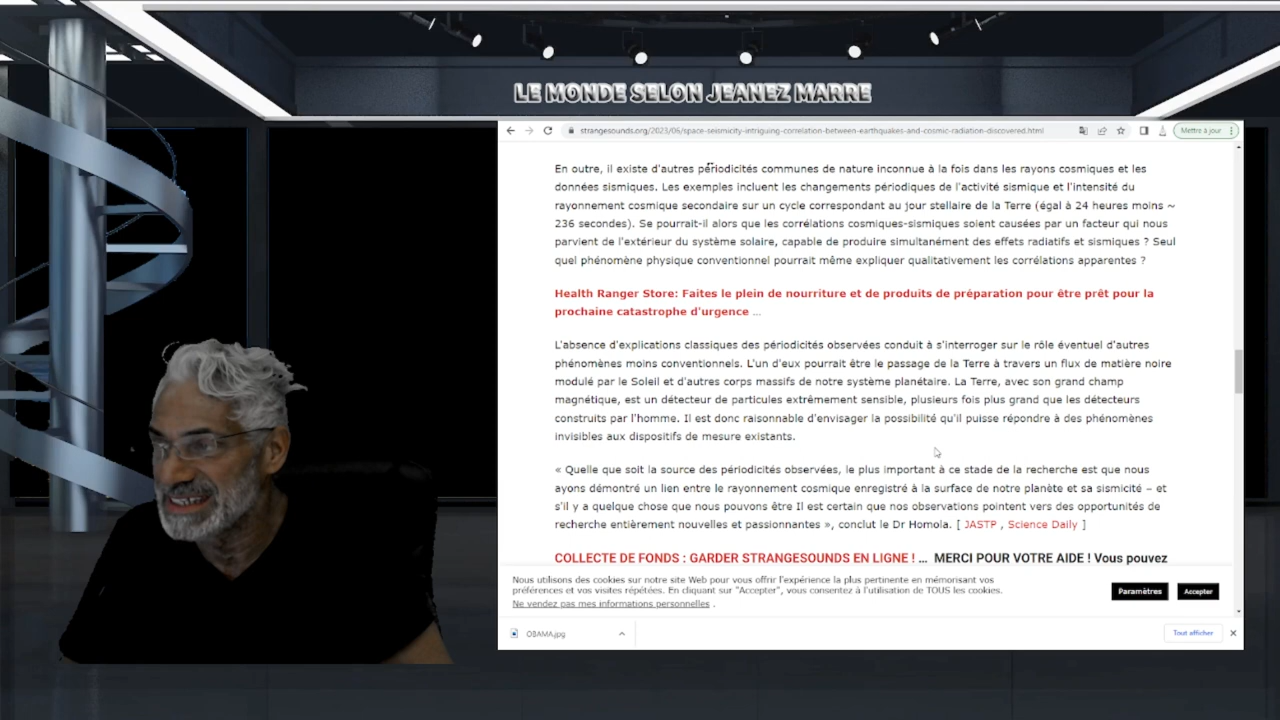 LE MONDE SELON JEANEZ MARRE
strangesounds.org/2023/06/space-seismicity-intriguing-correlation-between-earthquakes-and-cosmic-radiation-discovered.html
Mettre à jour
En outre, il existe d'autres périodicités communes de nature inconnue à la fois dans les rayons cosmiques et les
données sismiques. Les exemples incluent les changements périodiques de l'activité sismique et l'intensité du
rayonnement cosmique secondaire sur un cycle correspondant au jour stellaire de la Terre (égal à 24 heures moins ~
236 secondes). Se pourrait-il alors que les corrélations cosmiques-sismiques soient causées par un facteur qui nous
parvient de l'extérieur du système solaire, capable de produire simultanément des effets radiatifs et sismiques ? Seul
quel phénomène physique conventionnel pourrait même expliquer qualitativement les corrélations apparentes ?
Health Ranger Store: Faites le plein de nourriture et de produits de préparation pour être prêt pour la
prochaine catastrophe d'urgence ...
L'absence d'explications classiques des périodicités observées conduit à s'interroger sur le rôle éventuel d'autres
phénomènes moins conventionnels. L'un d'eux pourrait être le passage de la Terre à travers un flux de matière noire
modulé par le Soleil et d'autres corps massifs de notre système planétaire. La Terre, avec son grand champ
magnétique, est un détecteur de particules extrêmement sensible, plusieurs fois plus grand que les détecteurs
construits par l'homme. Il est donc raisonnable d'envisager la possibilité qu'il puisse répondre à des phénomènes
invisibles aux dispositifs de mesure existants.
« Quelle que soit la source des périodicités observées, le plus important à ce stade de la recherche est que nous
ayons démontré un lien entre le rayonnement cosmique enregistré à la surface de notre planète et sa sismicité – et
s'il y a quelque chose que nous pouvons être Il est certain que nos observations pointent vers des opportunités de
recherche entièrement nouvelles et passionnantes », conclut le Dr Homola. [ JASTP , Science Daily ]
COLLECTE DE FONDS : GARDER STRANGESOUNDS EN LIGNE ! ... MERCI POUR VOTRE AIDE ! Vous pouvez
Nous utilisons des cookies sur notre site Web pour vous offrir l'expérience la plus pertinente en mémorisant vos
préférences et vos visites répétées. En cliquant sur "Accepter", vous consentez à l'utilisation de TOUS les cookies.
Ne vendez pas mes informations personnelles .
Paramètres
Accepter
OBAMA.jpg
Tout afficher